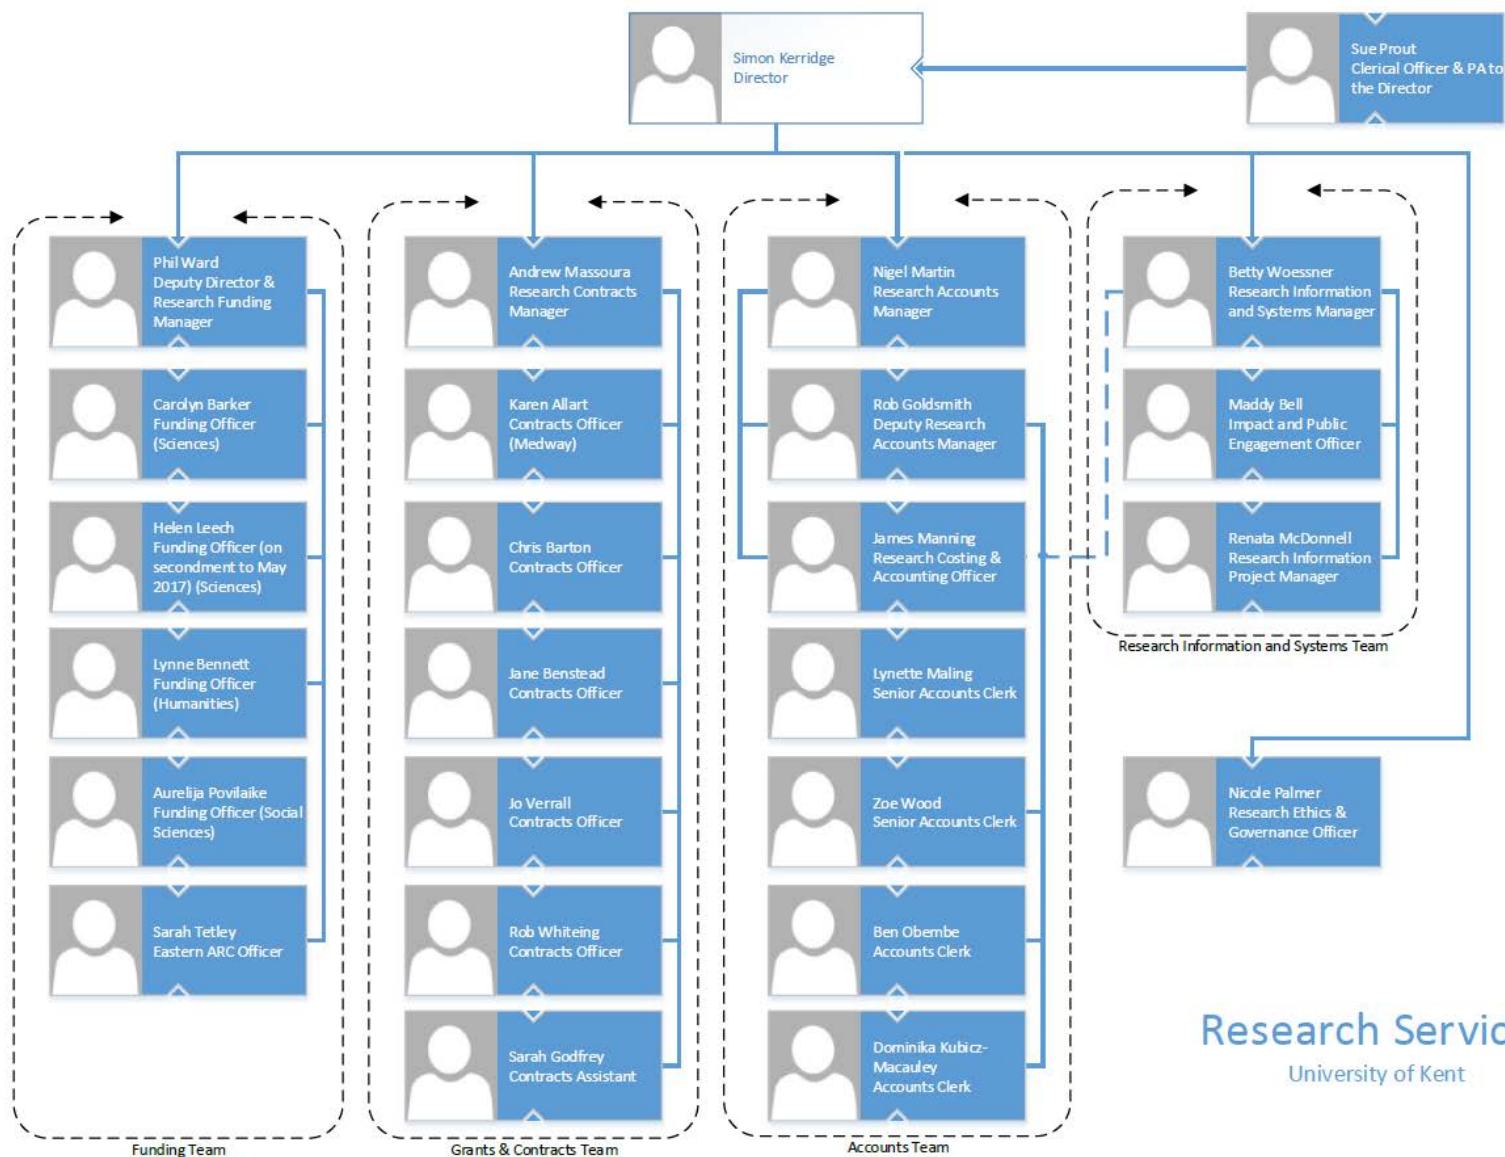 Simon Kerridge
Director
Sue Prout
Clerical Officer & PA to
the Director
Phil Ward
Deputy Director &
Research Funding
Manager
Carolyn Barker
Funding Officer
(Sciences)
Helen Leech
Funding Officer (on
secondment to May
2017) (Sciences)
Lynne Bennett
Funding Officer
(Humanities)
Aurelija Povilaike
Funding Officer (Social
Sciences)
Sarah Tetley
Eastern ARC Officer
Funding Team
Andrew Massoura
Research Contracts
Manager
Karen Allart
Contracts Officer
(Medway)
Chris Barton
Contracts Officer
Jane Benstead
Contracts Officer
Jo Verrall
Contracts Officer
Rob Whiteing
Contracts Officer
Sarah Godfrey
Contracts Assistant
Grants & Contracts Team
Nigel Martin
Research Accounts
Manager
Rob Goldsmith
Deputy Research
Accounts Manager
James Manning
Research Costing &
Accounting Officer
Lynette Maling
Senior Accounts Clerk
Zoe Wood
Senior Accounts Clerk
Ben Obembe
Accounts Clerk
Dominika Kubicz-
Macauley
Accounts Clerk
Accounts Team
Betty Woessner
Research Information
and Systems Manager
Maddy Bell
Impact and Public
Engagement Officer
Renata McDonnell
Research Information
Project Manager
Research Information and Systems Team
Nicole Palmer
Research Ethics &
Governance Officer
Research Servic
University of Kent